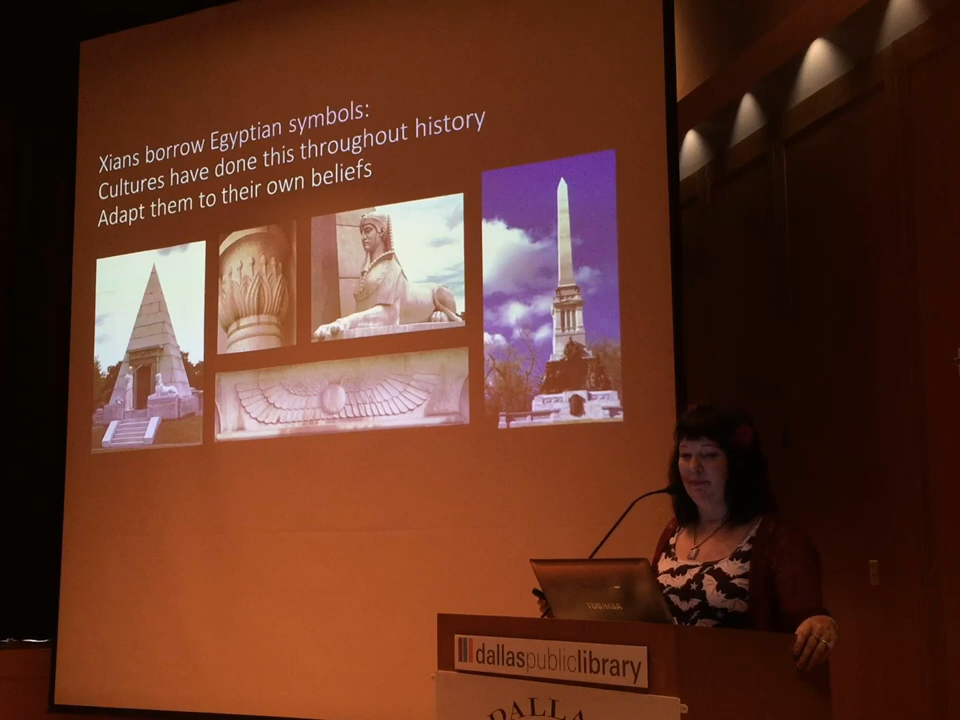 Xians borrow Egyptian symbols:
Cultures have done this throughout history
Adapt them to their own beliefs
TOSHIBA
dallaspubliclibrary